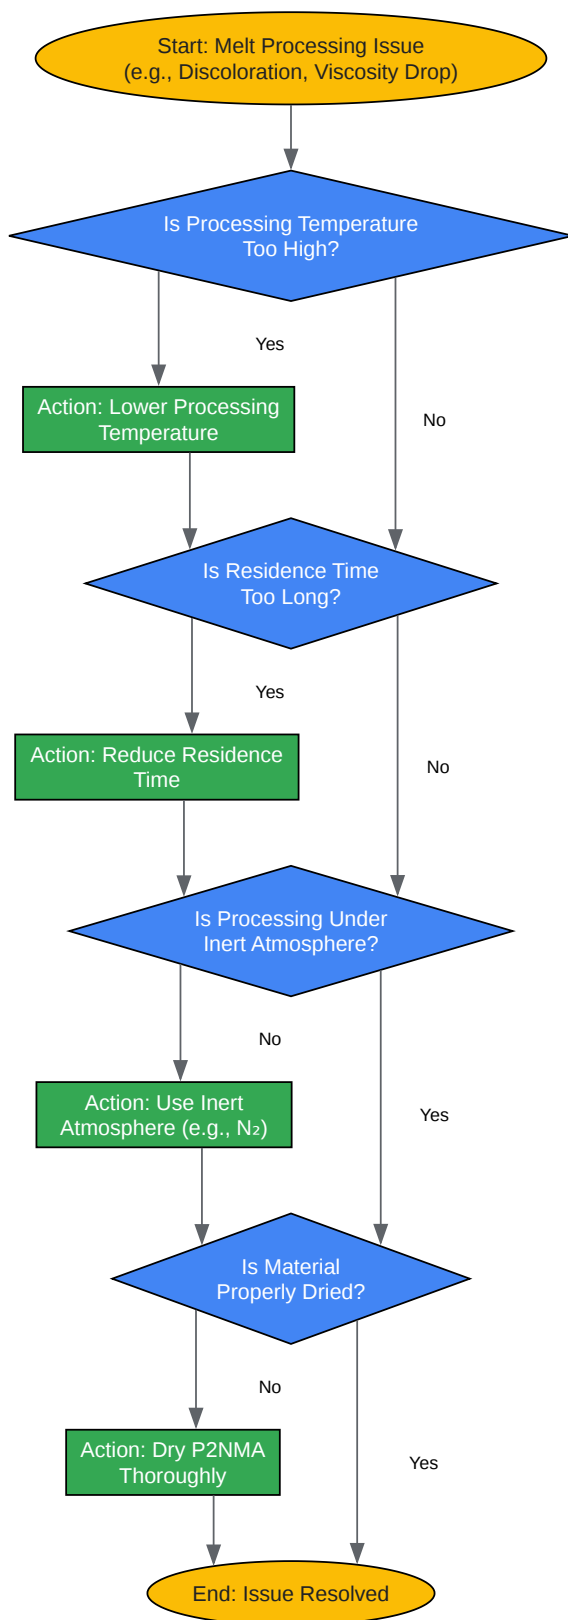 Start: Melt Processing Issue
(e.g., Discoloration, Viscosity Drop)
Is Processing Temperature
Too High?
Yes
Action: Lower Processing
Temperature
No
Is Residence Time
Too Long?
Yes
Action: Reduce Residence
Time
No
Is Processing Under
Inert Atmosphere?
No
Action: Use Inert
Atmosphere (e.g., N₂)
Yes
Is Material
Properly Dried?
No
Action: Dry P2NMA
Thoroughly
Yes
End: Issue Resolved